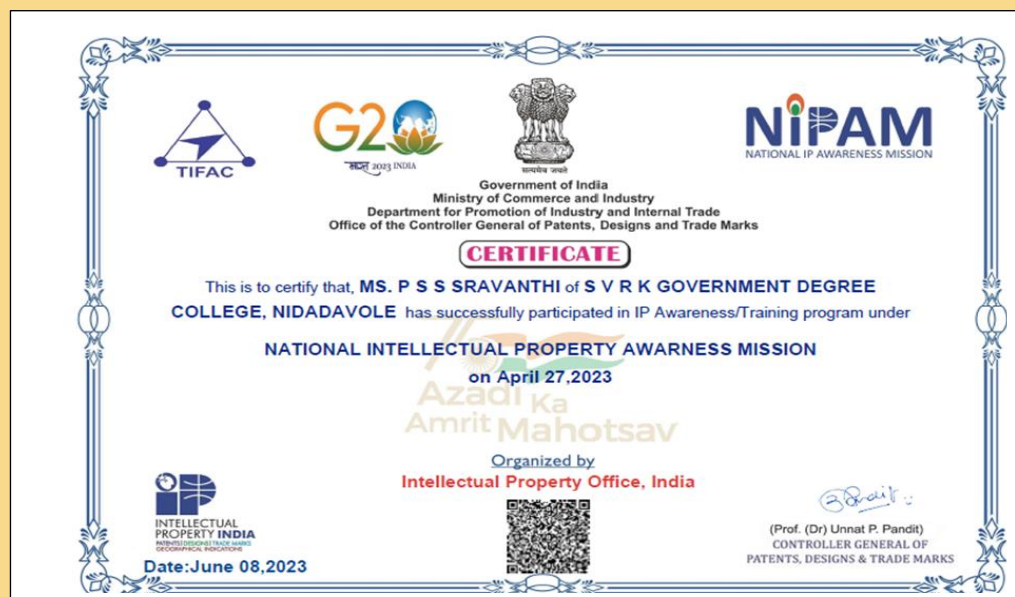 TIFAC
G20
भारत 2023 INDIA
सत्यमेव जयते
NiPAM
NATIONAL IP AWARENESS MISSION
Government of India
Ministry of Commerce and Industry
Department for Promotion of Industry and Internal Trade
Office of the Controller General of Patents, Designs and Trade Marks
CERTIFICATE
This is to certify that, MS. P S S SRAVANTHI of S V R K GOVERNMENT DEGREE
COLLEGE, NIDADAVOLE has successfully participated in IP Awareness/Training program under
NATIONAL INTELLECTUAL PROPERTY AWARNESS MISSION
on April 27,2023
Azadi Ka
Amrit Mahotsav
Organized by
Intellectual Property Office, India
INTELLECTUAL
PROPERTY INDIA
PATENTS | DESIGNS | TRADE MARKS
GEOGRAPHICAL INDICATIONS
Date:June 08,2023
(Prof. (Dr) Unnat P. Pandit)
CONTROLLER GENERAL OF
PATENTS, DESIGNS & TRADE MARKS